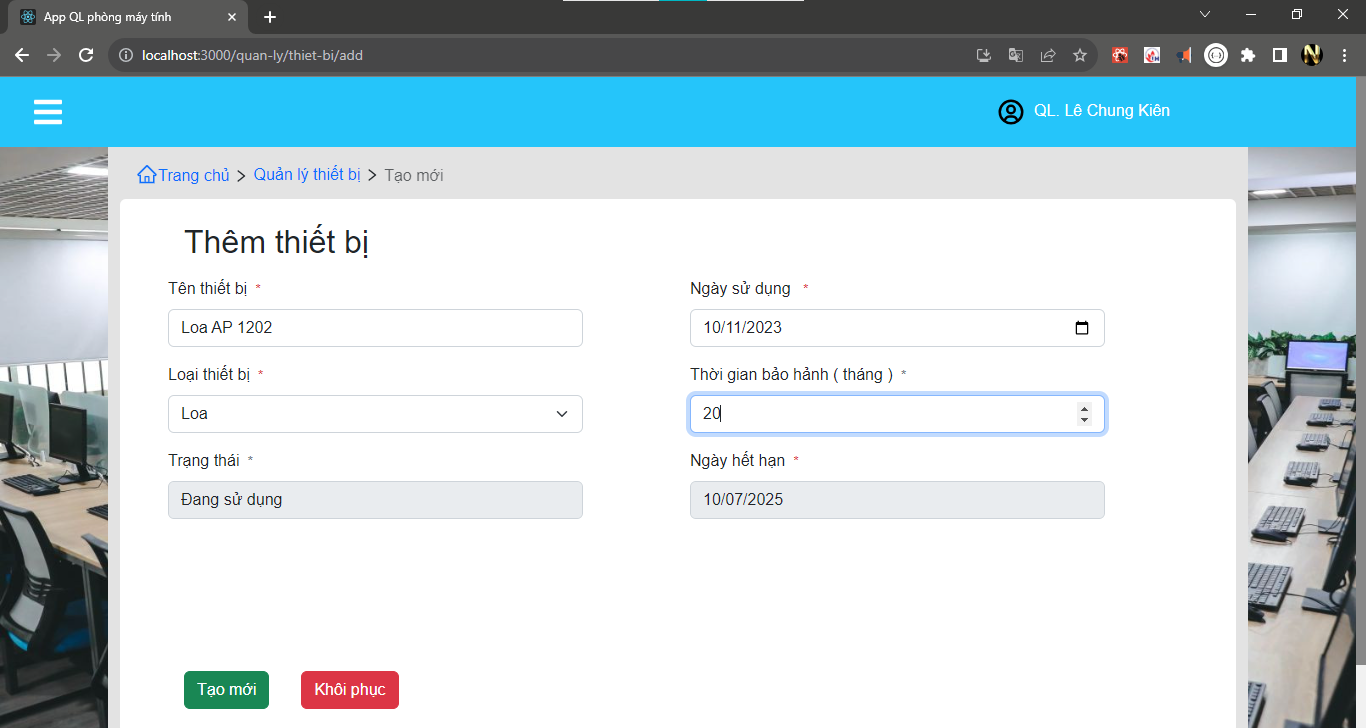 App QL phòng máy tính
localhost:3000/quan-ly/thiet-bi/add
QL. Lê Chung Kiên
Trang chủ > Quản lý thiết bị > Tạo mới
Thêm thiết bị
Tên thiết bị *
Ngày sử dụng *
Loa AP 1202
10/11/2023
Loại thiết bị *
Thời gian bảo hành ( tháng ) *
Loa
20
Trạng thái *
Ngày hết hạn *
Đang sử dụng
10/07/2025
Tạo mới
Khôi phục